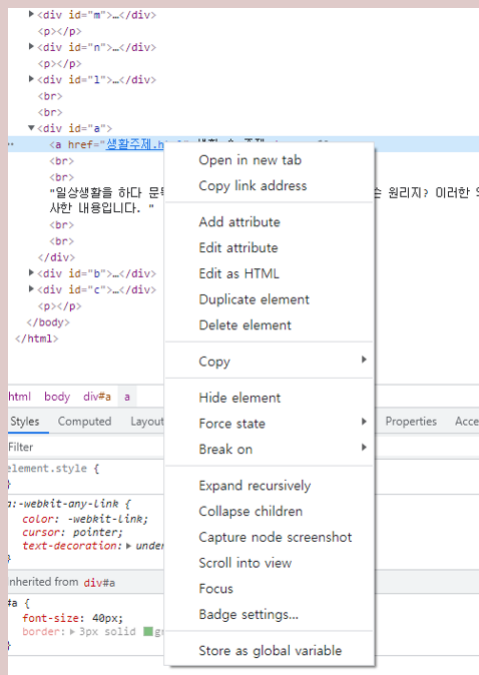 <div id="m">…</div>
<p></p>
<div id="n">…</div>
<p></p>
<div id="l">…</div>
<br>
<br>
<div id="a">
<a href="생활주제.h
<br>
<br>
"일상생활을 하다 문 원리지? 이러한
사한 내용입니다. "
<br>
<br>
</div>
<div id="b">…</div>
<div id="c">…</div>
<p></p>
</body>
</html>
Open in new tab
Copy link address
Add attribute
Edit attribute
Edit as HTML
Duplicate element
Delete element
Copy
Hide element
Force state
Break on
Expand recursively
Collapse children
Capture node screenshot
Scroll into view
Focus
Badge settings...
Store as global variable
html body div#a a
Styles Computed Layou Properties Acce
Filter
element.style {
}
a:-webkit-any-link {
color: -webkit-link;
cursor: pointer;
text-decoration: under
}
nherited from div#a
#a {
font-size: 40px;
border: 3px solid g
}